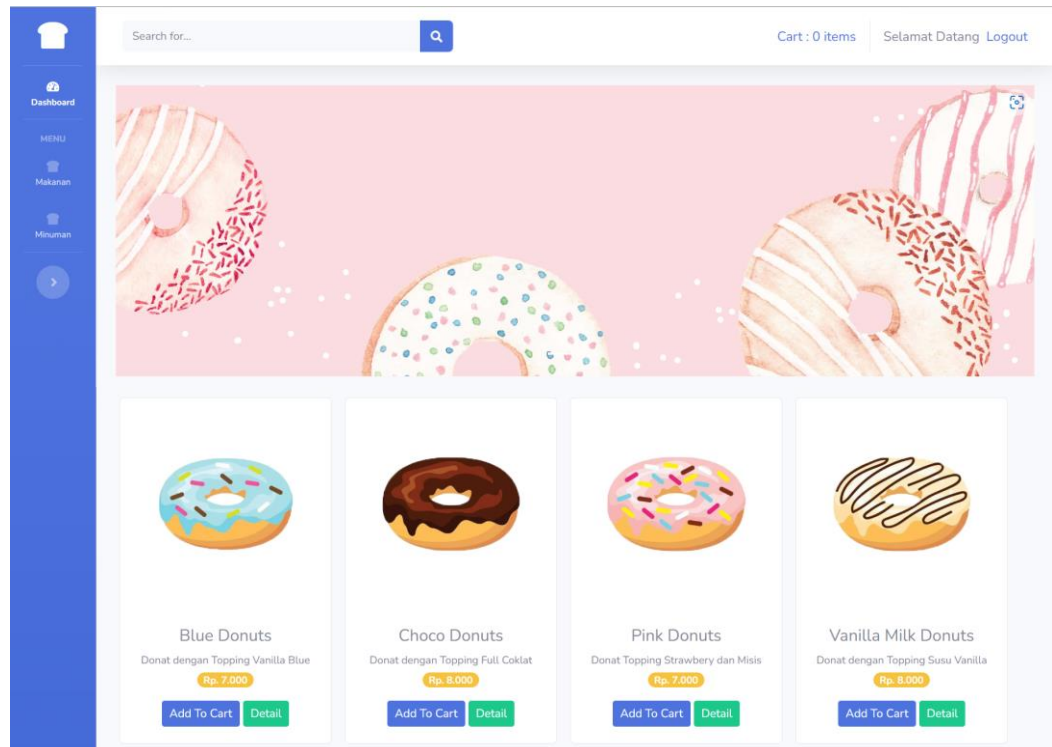 Search for...
Cart : 0 items
Selamat Datang Logout
Dashboard
MENU
Makanan
Minuman
Blue Donuts
Donat dengan Topping Vanilla Blue
Rp. 7.000
Add To Cart Detail
Choco Donuts
Donat dengan Topping Full Coklat
Rp. 8.000
Add To Cart Detail
Pink Donuts
Donat Topping Strawbery dan Misis
Rp. 7.000
Add To Cart Detail
Vanilla Milk Donuts
Donat dengan Topping Susu Vanilla
Rp. 8.000
Add To Cart Detail